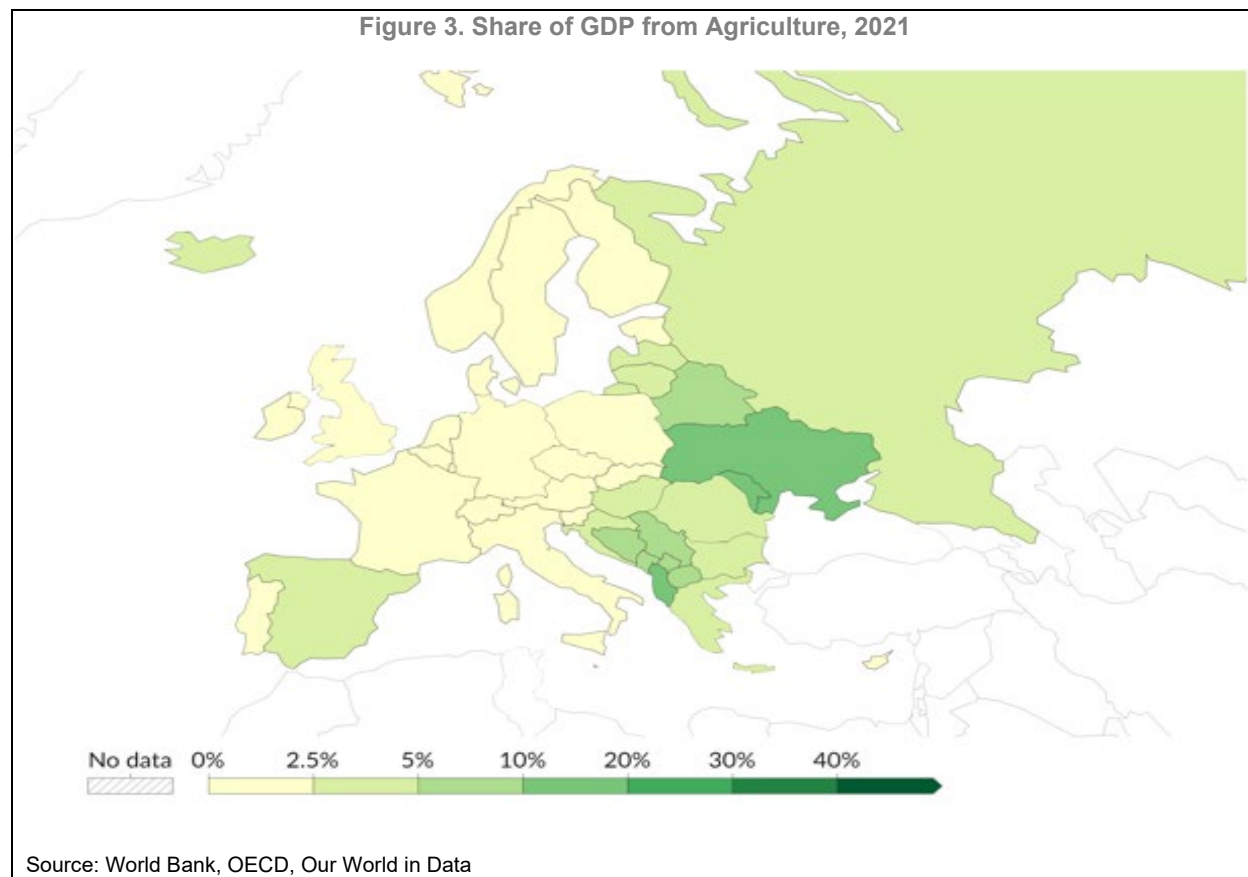 Figure 3. Share of GDP from Agriculture, 2021
No data 0% 2.5% 5% 10% 20% 30% 40%
Source: World Bank, OECD, Our World in Data